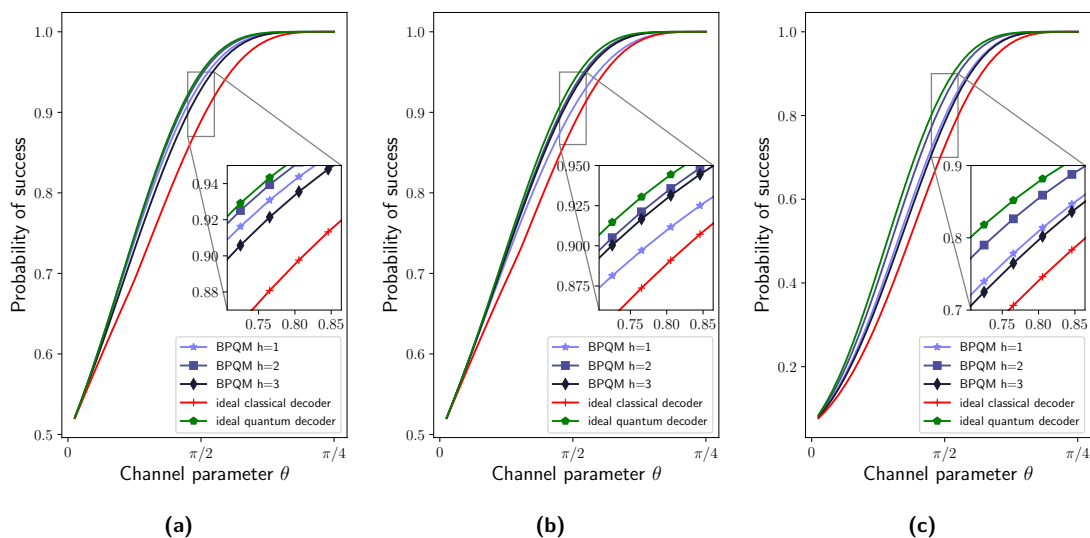 1.0
0.9
0.8
0.7
0.6
0.5
Probability of success
0.94
0.92
0.90
0.88
0.75 0.80 0.85
BPQM h=1
BPQM h=2
BPQM h=3
ideal classical decoder
ideal quantum decoder
0 π/2 π/4
Channel parameter θ
(a)
1.0
0.9
0.8
0.7
0.6
0.5
Probability of success
0.950
0.925
0.900
0.875
0.75 0.80 0.85
BPQM h=1
BPQM h=2
BPQM h=3
ideal classical decoder
ideal quantum decoder
0 π/2 π/4
Channel parameter θ
(b)
1.0
0.8
0.6
0.4
0.2
Probability of success
0.9
0.8
0.7
0.75 0.80 0.85
BPQM h=1
BPQM h=2
BPQM h=3
ideal classical decoder
ideal quantum decoder
0 π/2 π/4
Channel parameter θ
(c)